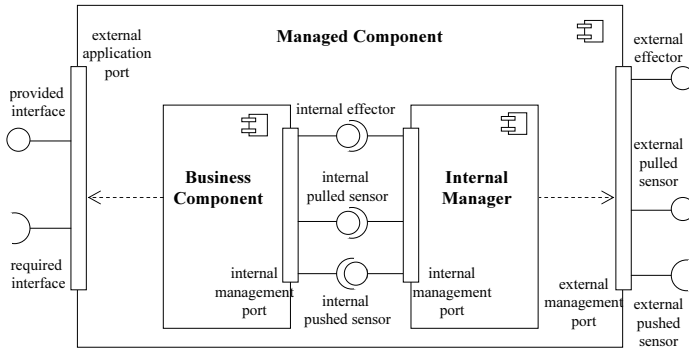 Managed Component
external
application
port
provided
interface
required
interface
Business
Component
internal
management
port
internal effector
internal
pulled sensor
internal
pushed sensor
Internal
Manager
internal
management
port
external
management
port
external
effector
external
pulled
sensor
external
pushed
sensor